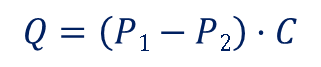 Q = (P₁ − P₂) · C